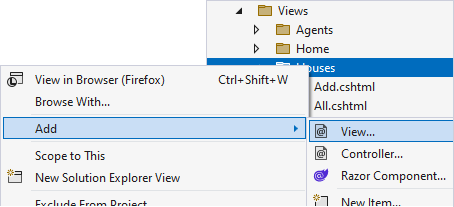 Views
Agents
Home
Houses
Add.cshtml
All.cshtml
View in Browser (Firefox) Ctrl+Shift+W
Browse With...
Add
View...
Controller...
Razor Component...
New Item...
Scope to This
New Solution Explorer View
Exclude From Project